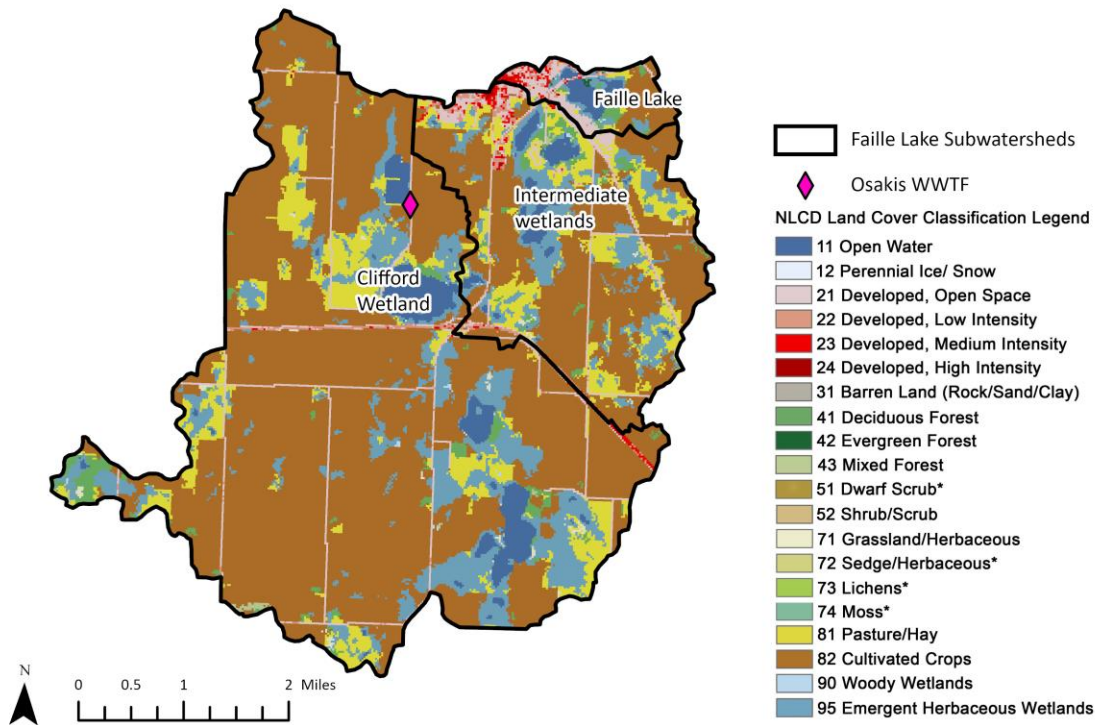 Faille Lake
Intermediate
wetlands
Clifford
Wetland
Faille Lake Subwatersheds
Osakis WWTF
NLCD Land Cover Classification Legend
11 Open Water
12 Perennial Ice/ Snow
21 Developed, Open Space
22 Developed, Low Intensity
23 Developed, Medium Intensity
24 Developed, High Intensity
31 Barren Land (Rock/Sand/Clay)
41 Deciduous Forest
42 Evergreen Forest
43 Mixed Forest
51 Dwarf Scrub*
52 Shrub/Scrub
71 Grassland/Herbaceous
72 Sedge/Herbaceous*
73 Lichens*
74 Moss*
81 Pasture/Hay
82 Cultivated Crops
90 Woody Wetlands
95 Emergent Herbaceous Wetlands
N
0 0.5 1 2 Miles